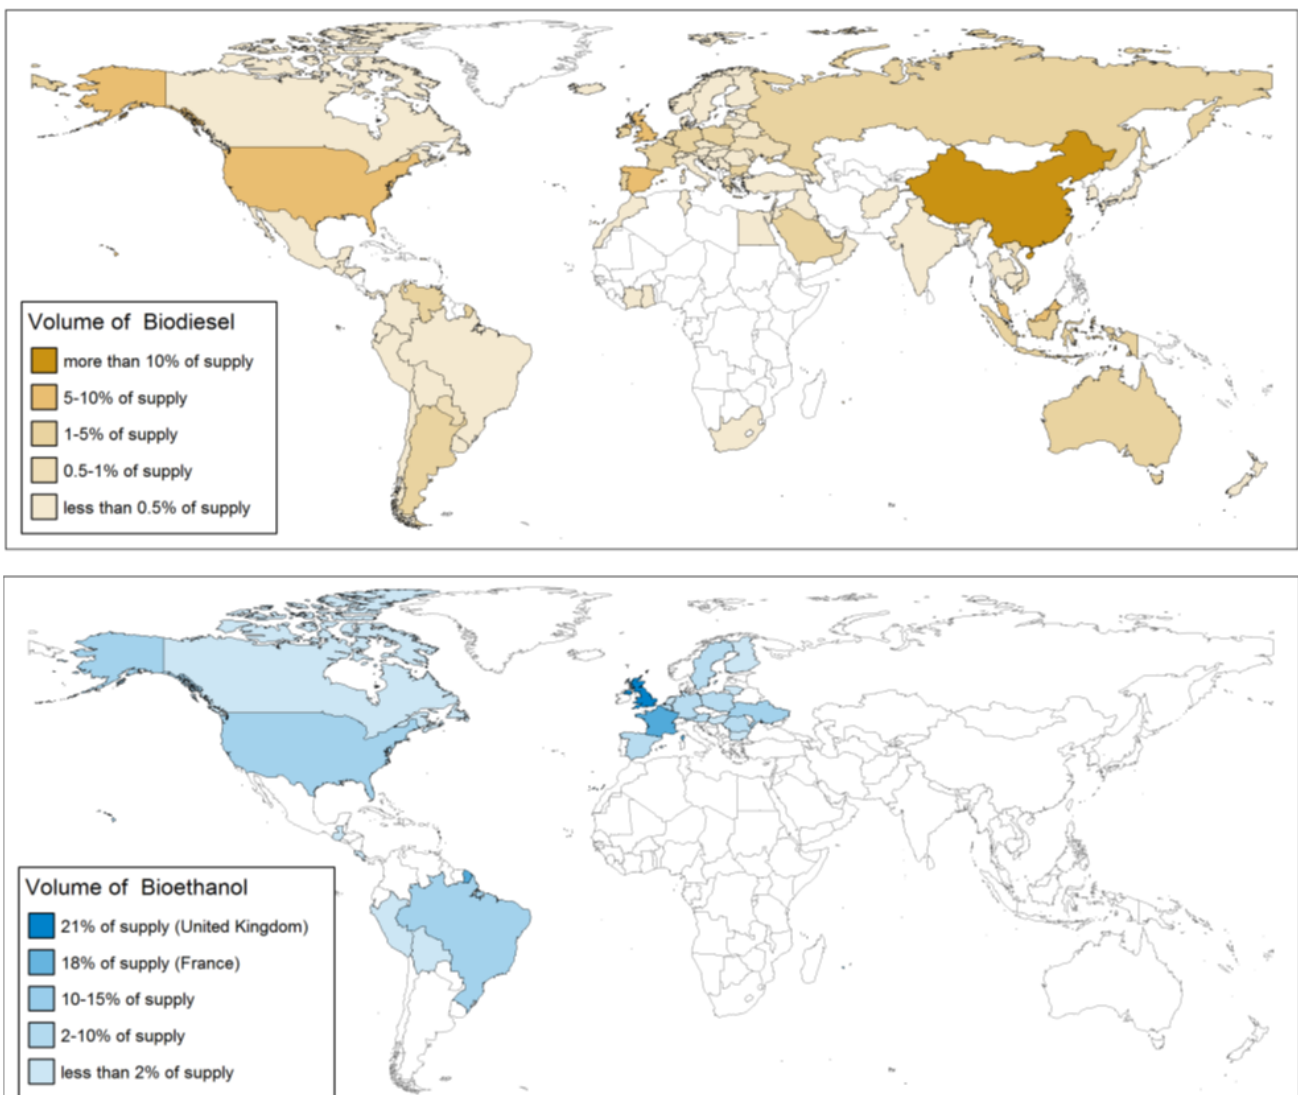 Volume of Biodiesel
more than 10% of supply
5-10% of supply
1-5% of supply
0.5-1% of supply
less than 0.5% of supply
Volume of Bioethanol
21% of supply (United Kingdom)
18% of supply (France)
10-15% of supply
2-10% of supply
less than 2% of supply